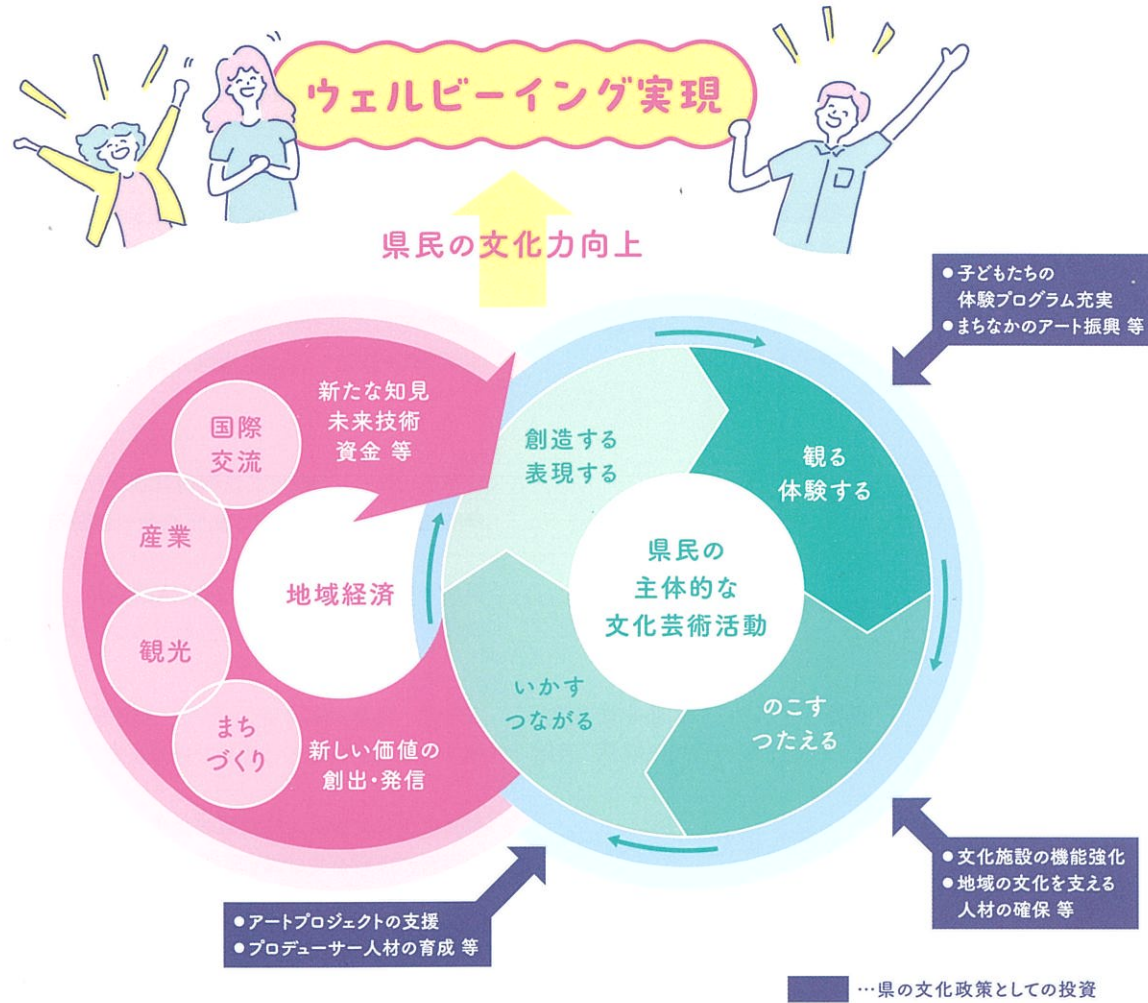 ウェルビーイング実現
県民の文化力向上
●子どもたちの
体験プログラム充実
●まちなかのアート振興 等
新たな知見
未来技術
資金 等
国際
交流
産業
観光
まち
づくり
地域経済
新しい価値の
創出・発信
創造する
表現する
観る
体験する
県民の
主体的な
文化芸術活動
いかす
つながる
のこす
つたえる
●文化施設の機能強化
●地域の文化を支える
人材の確保 等
●アートプロジェクトの支援
●プロデューサー人材の育成 等
…県の文化政策としての投資